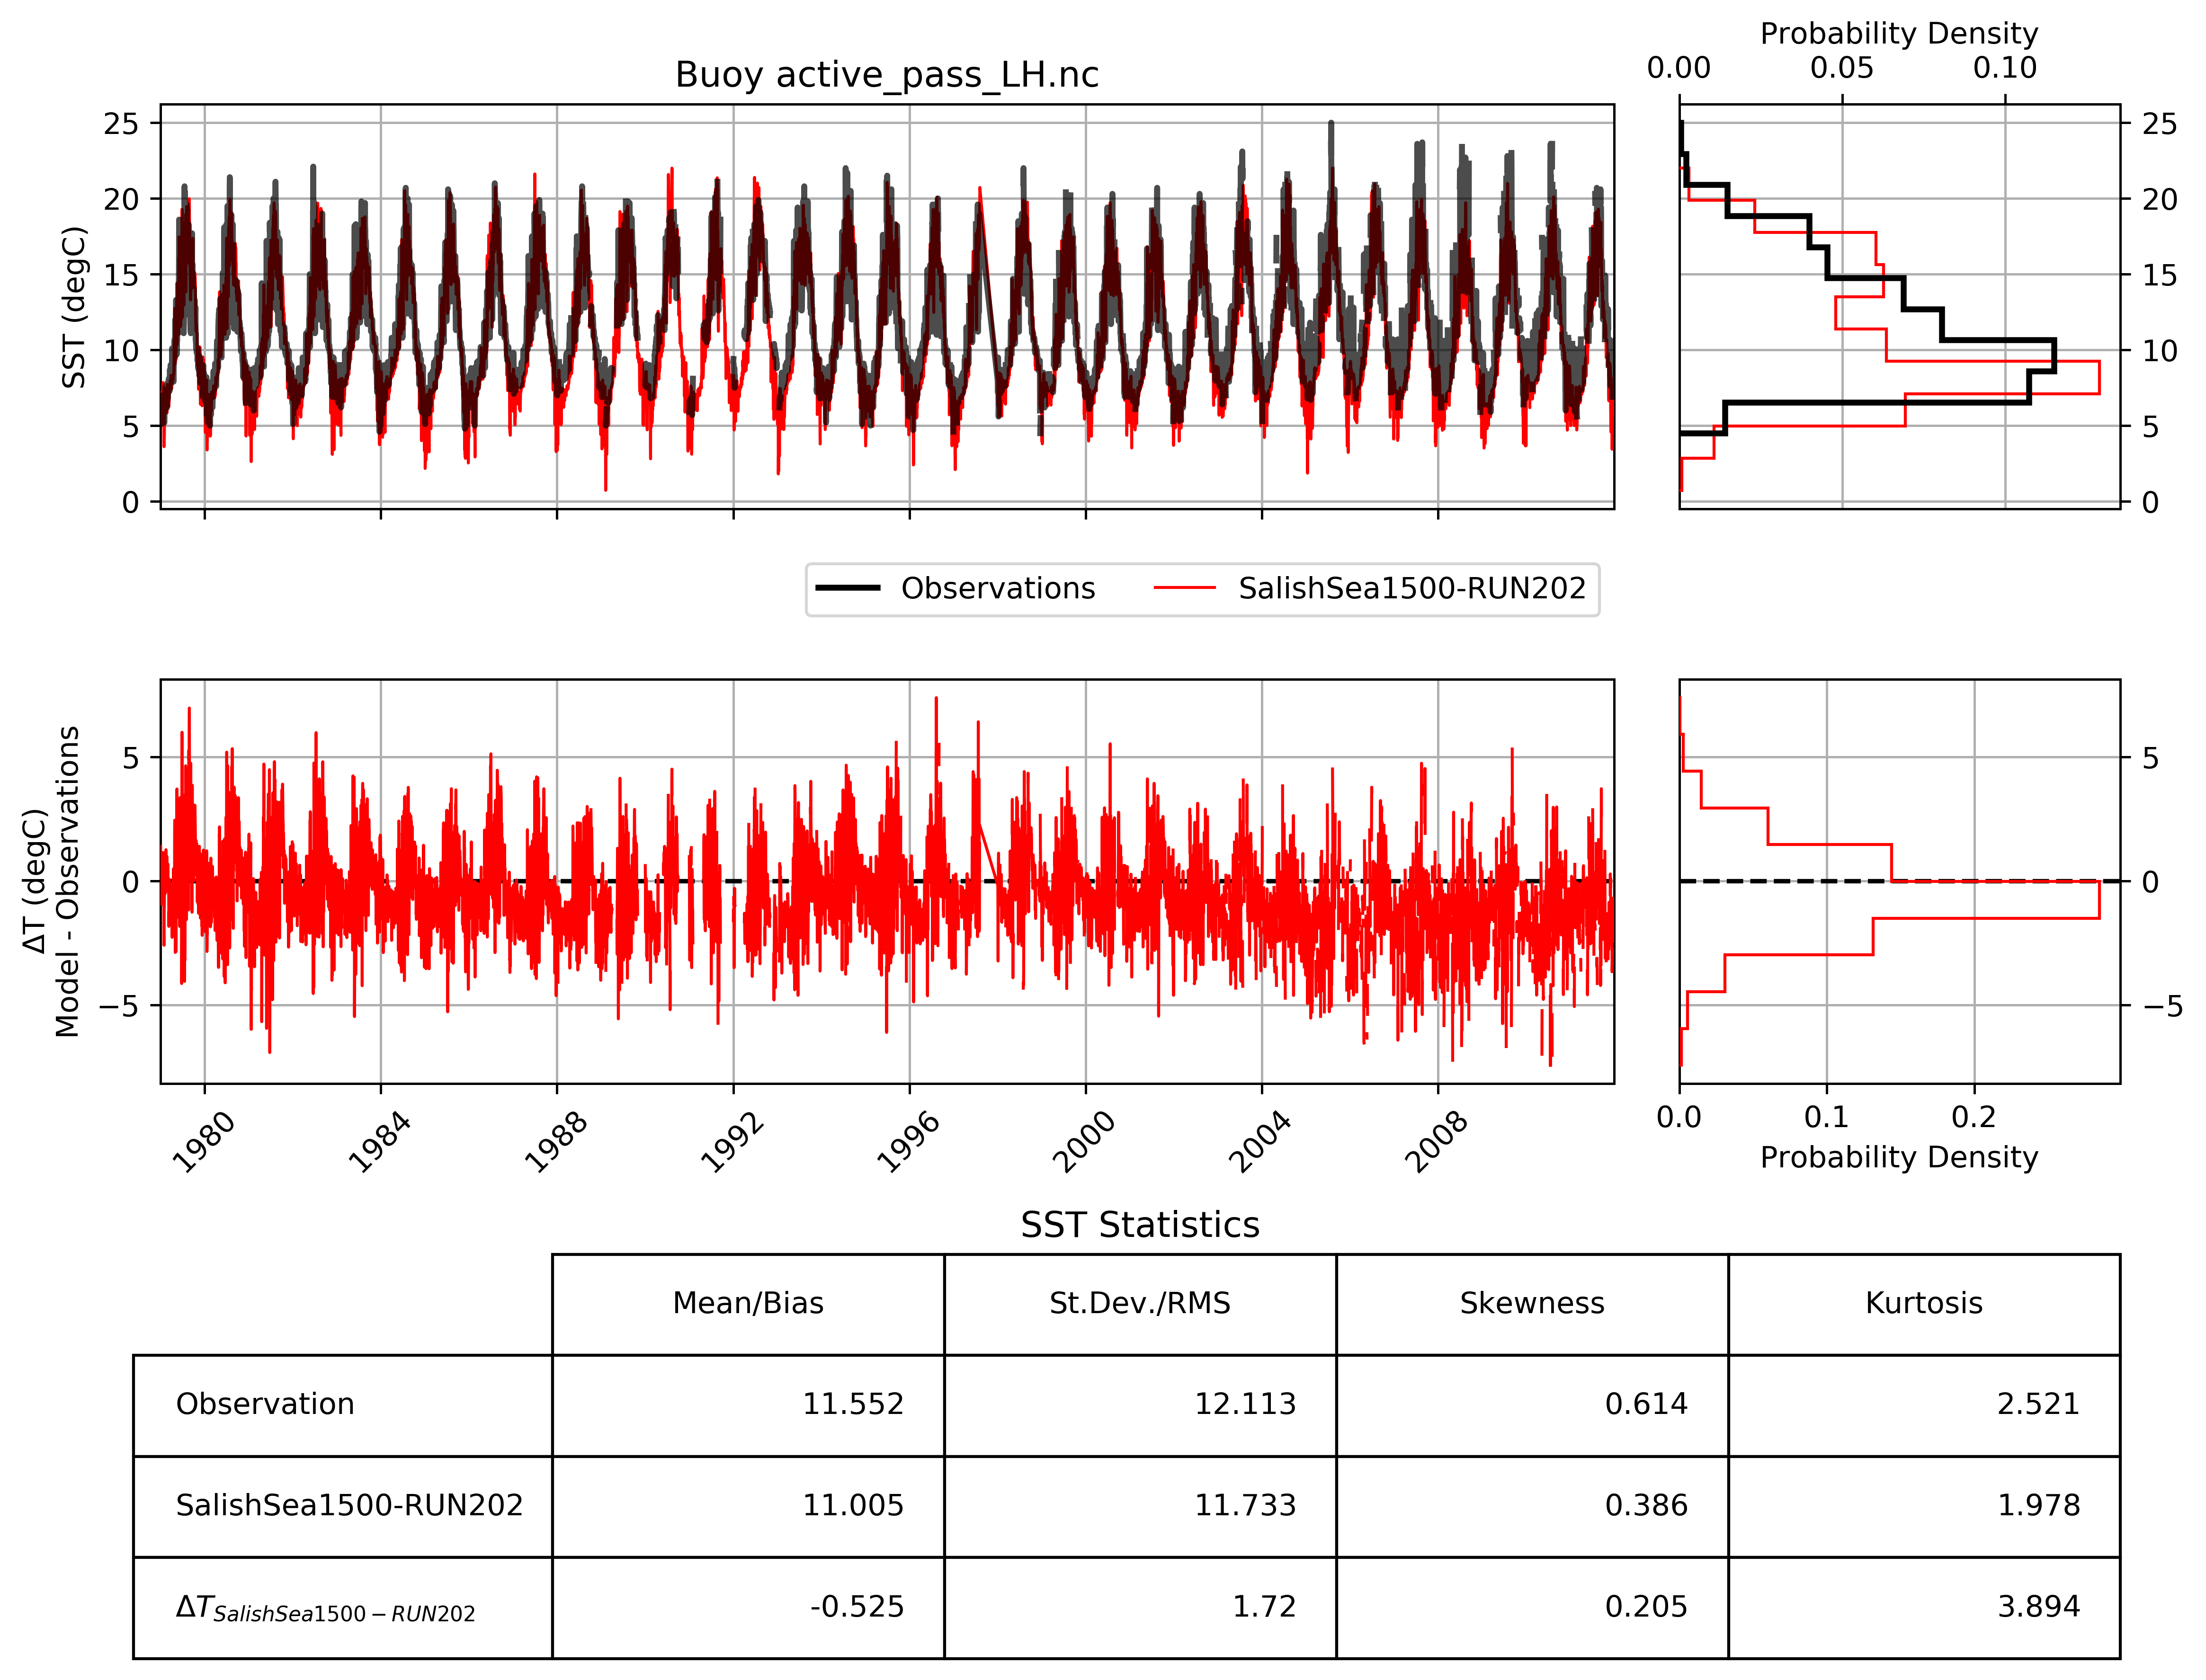 Probability Density
0.00 0.05 0.10
Buoy active_pass_LH.nc
SST (degC)
25
20
15
10
5
0
25
20
15
10
5
0
Observations SalishSea1500-RUN202
ΔT (degC)
Model - Observations
5
0
−5
5
0
−5
1980 1984 1988 1992 1996 2000 2004 2008
0.0 0.1 0.2
Probability Density
SST Statistics
Mean/Bias St.Dev./RMS Skewness Kurtosis
Observation 11.552 12.113 0.614 2.521
SalishSea1500-RUN202 11.005 11.733 0.386 1.978
ΔT SalishSea1500−RUN202 -0.525 1.72 0.205 3.894